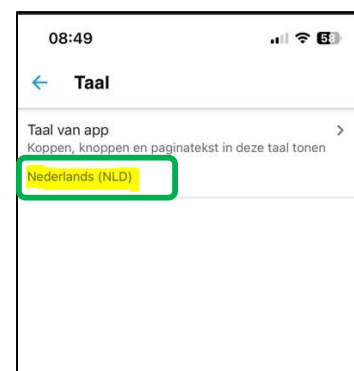 08:49
Taal
Taal van app
Koppen, knoppen en paginatekst in deze taal tonen
Nederlands (NLD)